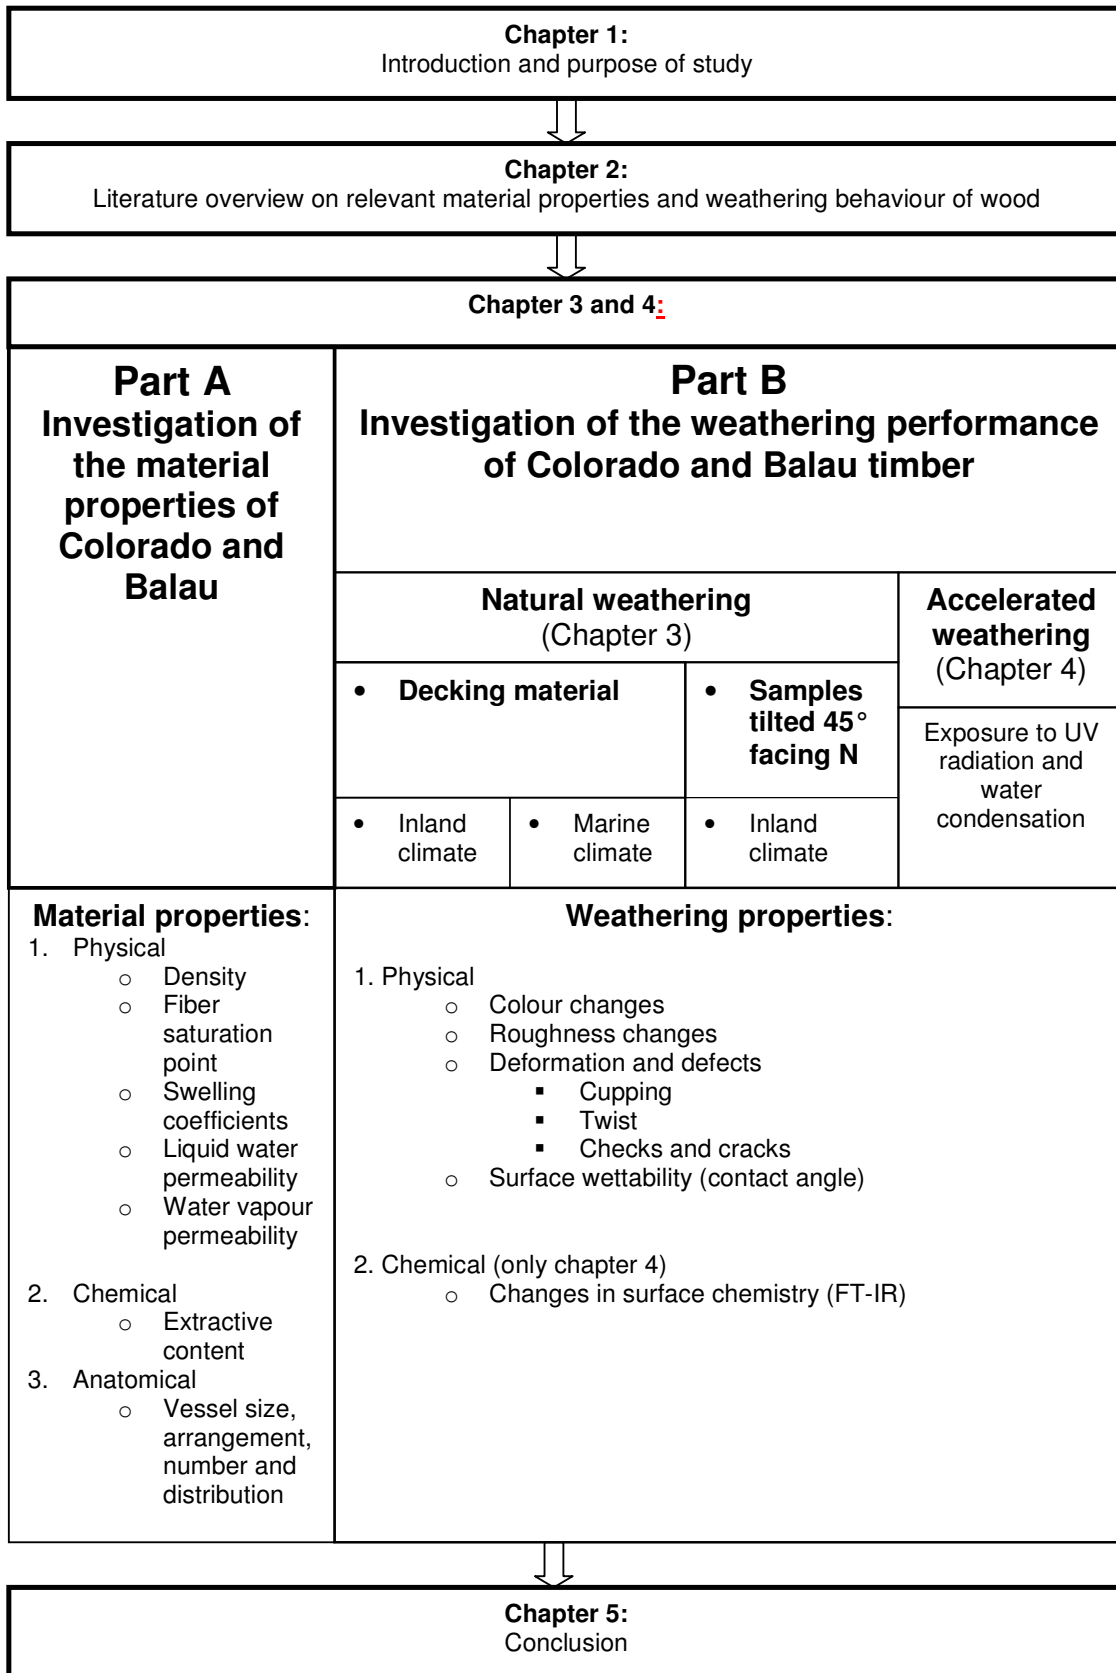 Chapter 1:
Introduction and purpose of study
Chapter 2:
Literature overview on relevant material properties and weathering behaviour of wood
Chapter 3 and 4:
Part A
Investigation of
the material
properties of
Colorado and
Balau
Part B
Investigation of the weathering performance
of Colorado and Balau timber
Natural weathering
(Chapter 3)
Accelerated
weathering
(Chapter 4)
• Decking material
• Samples
tilted 45°
facing N
Exposure to UV
radiation and
water
condensation
• Inland
climate
• Marine
climate
• Inland
climate
Material properties:
1. Physical
o Density
o Fiber
saturation
point
o Swelling
coefficients
o Liquid water
permeability
o Water vapour
permeability
2. Chemical
o Extractive
content
3. Anatomical
o Vessel size,
arrangement,
number and
distribution
Weathering properties:
1. Physical
o Colour changes
o Roughness changes
o Deformation and defects
▪ Cupping
▪ Twist
▪ Checks and cracks
o Surface wettability (contact angle)
2. Chemical (only chapter 4)
o Changes in surface chemistry (FT-IR)
Chapter 5:
Conclusion